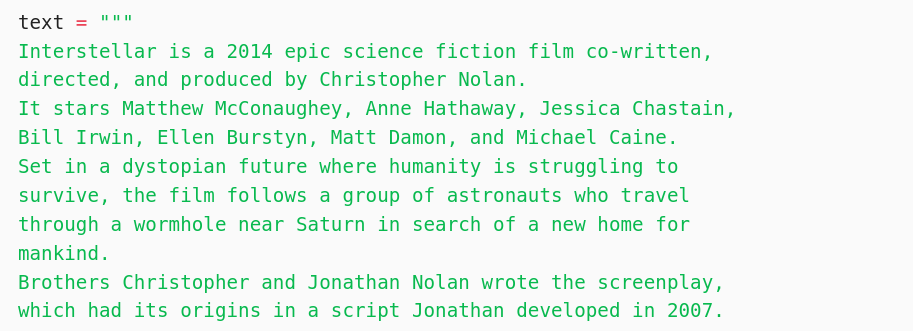 text = """
Interstellar is a 2014 epic science fiction film co-written,
directed, and produced by Christopher Nolan.
It stars Matthew McConaughey, Anne Hathaway, Jessica Chastain,
Bill Irwin, Ellen Burstyn, Matt Damon, and Michael Caine.
Set in a dystopian future where humanity is struggling to
survive, the film follows a group of astronauts who travel
through a wormhole near Saturn in search of a new home for
mankind.
Brothers Christopher and Jonathan Nolan wrote the screenplay,
which had its origins in a script Jonathan developed in 2007.